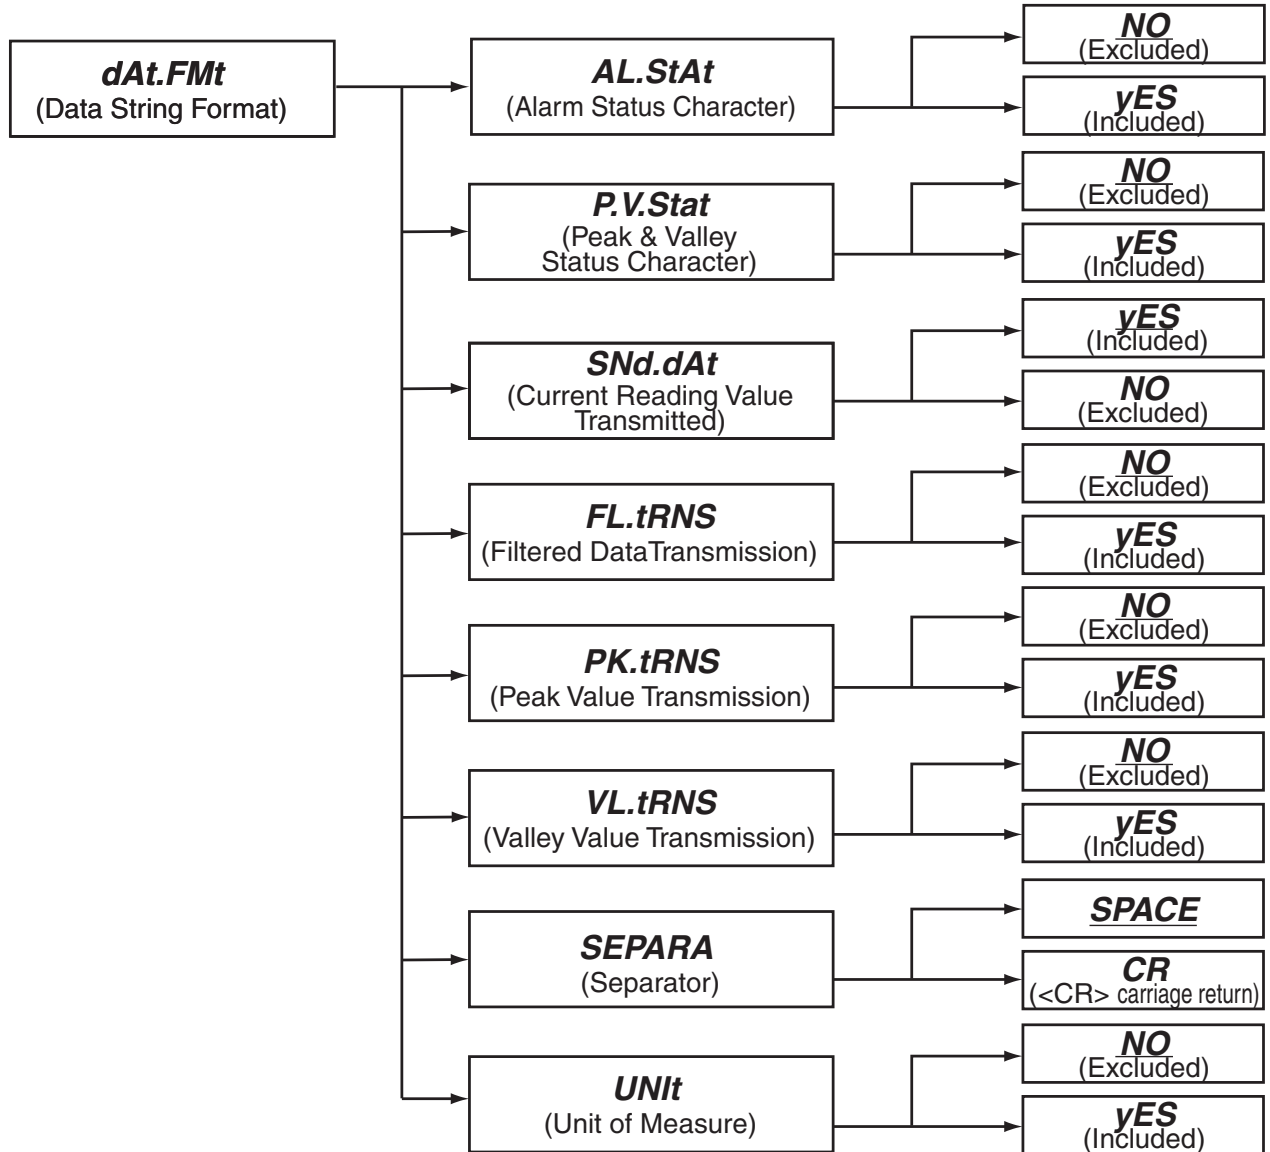 dAt.FMt
(Data String Format)
AL.StAt
(Alarm Status Character)
NO
(Excluded)
yES
(Included)
P.V.Stat
(Peak & Valley
Status Character)
NO
(Excluded)
yES
(Included)
SNd.dAt
(Current Reading Value
Transmitted)
yES
(Included)
NO
(Excluded)
FL.tRNS
(Filtered DataTransmission)
NO
(Excluded)
yES
(Included)
PK.tRNS
(Peak Value Transmission)
NO
(Excluded)
yES
(Included)
VL.tRNS
(Valley Value Transmission)
NO
(Excluded)
yES
(Included)
SEPARA
(Separator)
SPACE
CR
(<CR> carriage return)
UNIt
(Unit of Measure)
NO
(Excluded)
yES
(Included)